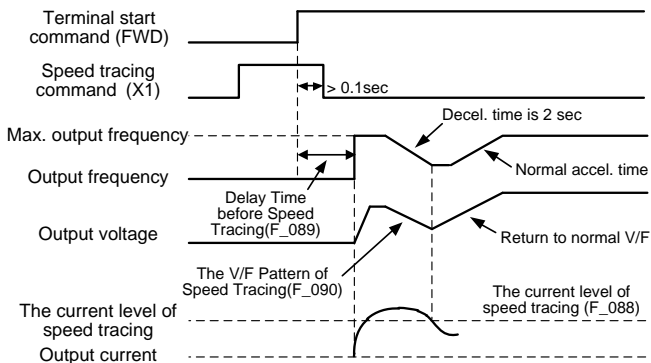 Terminal start
command (FWD)
Speed tracing
command (X1)
> 0.1sec
Decel. time is 2 sec
Max. output frequency
Normal accel. time
Output frequency
Delay Time
before Speed
Tracing(F_089)
Output voltage
Return to normal V/F
The V/F Pattern of
Speed Tracing(F_090)
The current level of
speed tracing (F_088)
The current level of
speed tracing
Output current